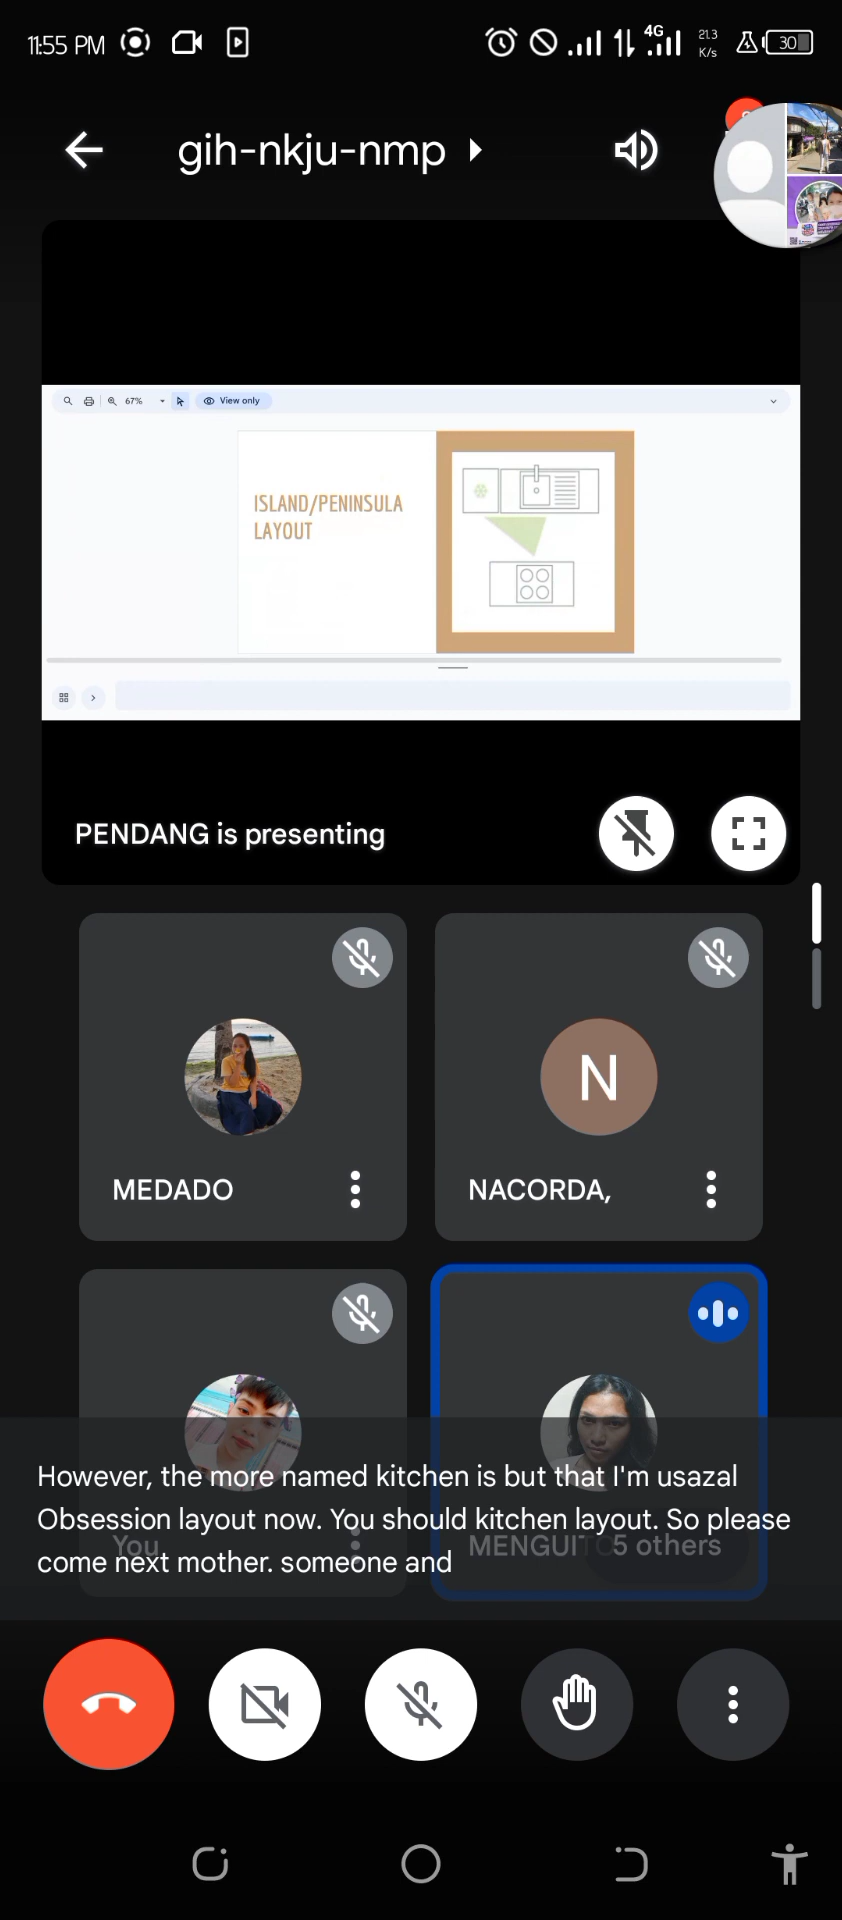 11:55 PM
4G
21.3
K/s
30
gih-nkju-nmp
67%
View only
ISLAND/PENINSULA
LAYOUT
PENDANG is presenting
MEDADO
N
NACORDA,
However, the more named kitchen is but that I'm usazal
Obsession layout now. You should kitchen layout. So please
come next mother. someone and
You
MENGUITO
5 others